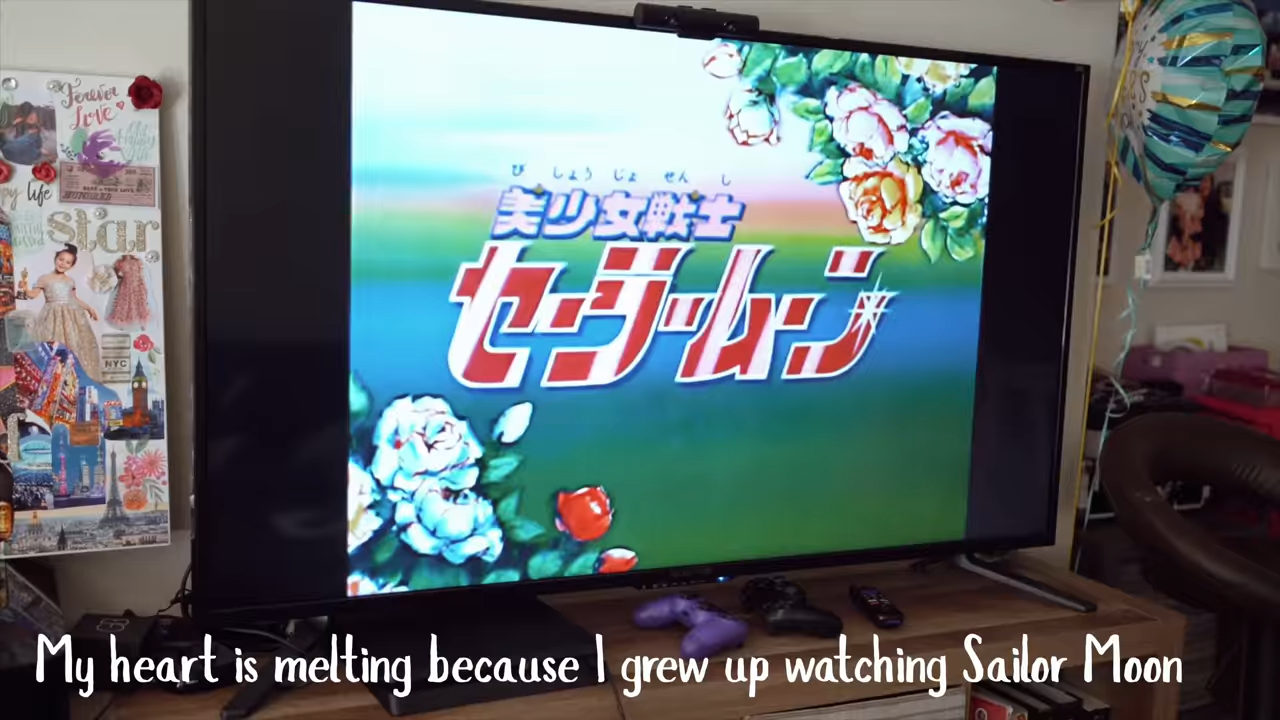 Forever
Love
life
star
NYC
び しょう じょ せん し
美少女戦士
セーラームーン
My heart is melting because I grew up watching Sailor Moon